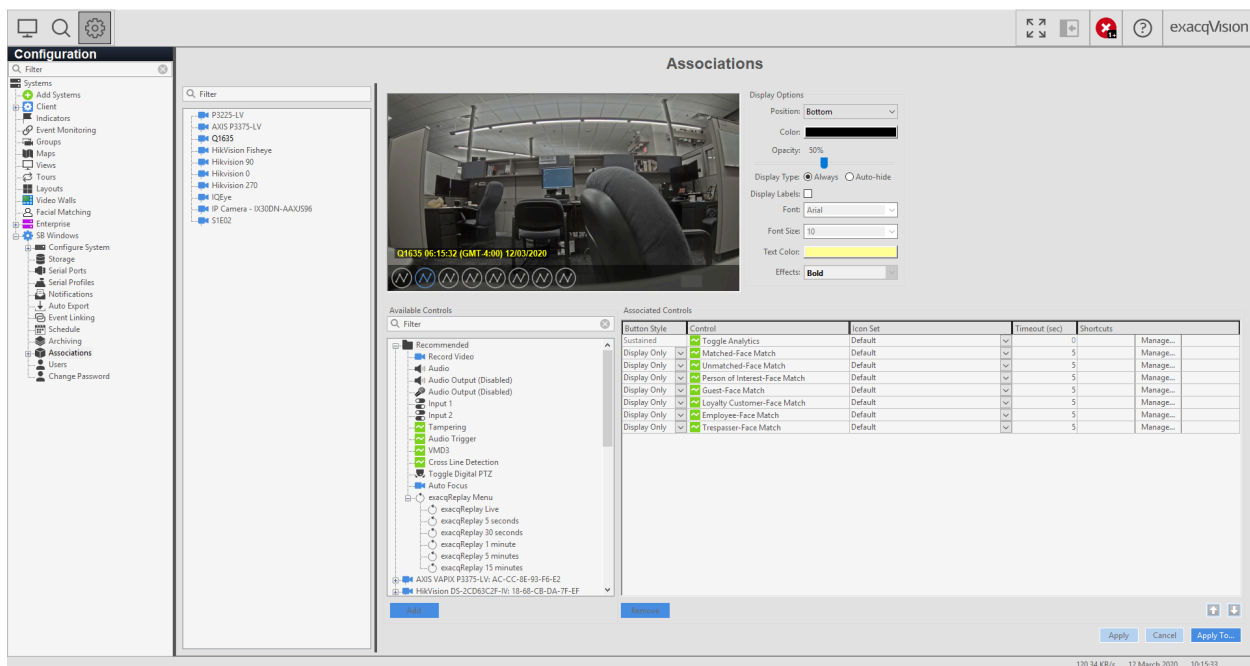 exacqVision
Configuration
Filter
Systems
Add Systems
Client
Indicators
Event Monitoring
Groups
Maps
Views
Tours
Layouts
Video Walls
Facial Matching
Enterprise
SB Windows
Configure System
Storage
Serial Ports
Serial Profiles
Notifications
Auto Export
Event Linking
Schedule
Archiving
Associations
Users
Change Password
Associations
Filter
P3225-LV
AXIS P3375-LV
Q1635
HikVision Fisheye
Hikvision 90
Hikvision 0
Hikvision 270
IQEye
IP Camera - IX30DN-AAXJS96
S1E02
Q1635 06:15:32 (GMT-4:00) 12/03/2020
Display Options
Position: Bottom
Color:
Opacity: 50%
Display Type: Always Auto-hide
Display Labels:
Font: Arial
Font Size: 10
Text Color:
Effects: Bold
Available Controls
Filter
Recommended
Record Video
Audio
Audio Output (Disabled)
Audio Output (Disabled)
Input 1
Input 2
Tampering
Audio Trigger
VMD3
Cross Line Detection
Toggle Digital PTZ
Auto Focus
exacqReplay Menu
exacqReplay Live
exacqReplay 5 seconds
exacqReplay 30 seconds
exacqReplay 1 minute
exacqReplay 5 minutes
exacqReplay 15 minutes
AXIS VAPIX P3375-LV: AC-CC-8E-93-F6-E2
HikVision DS-2CD63C2F-IV: 18-68-CB-DA-7F-EF
Add
Associated Controls
Button Style Control Icon Set Timeout (sec) Shortcuts
Sustained Toggle Analytics Default 0 Manage...
Display Only Matched-Face Match Default 5 Manage...
Display Only Unmatched-Face Match Default 5 Manage...
Display Only Person of Interest-Face Match Default 5 Manage...
Display Only Guest-Face Match Default 5 Manage...
Display Only Loyalty Customer-Face Match Default 5 Manage...
Display Only Employee-Face Match Default 5 Manage...
Display Only Trespasser-Face Match Default 5 Manage...
Remove
Apply Cancel Apply To...
120.34 KB/s 12 March 2020 10:15:33